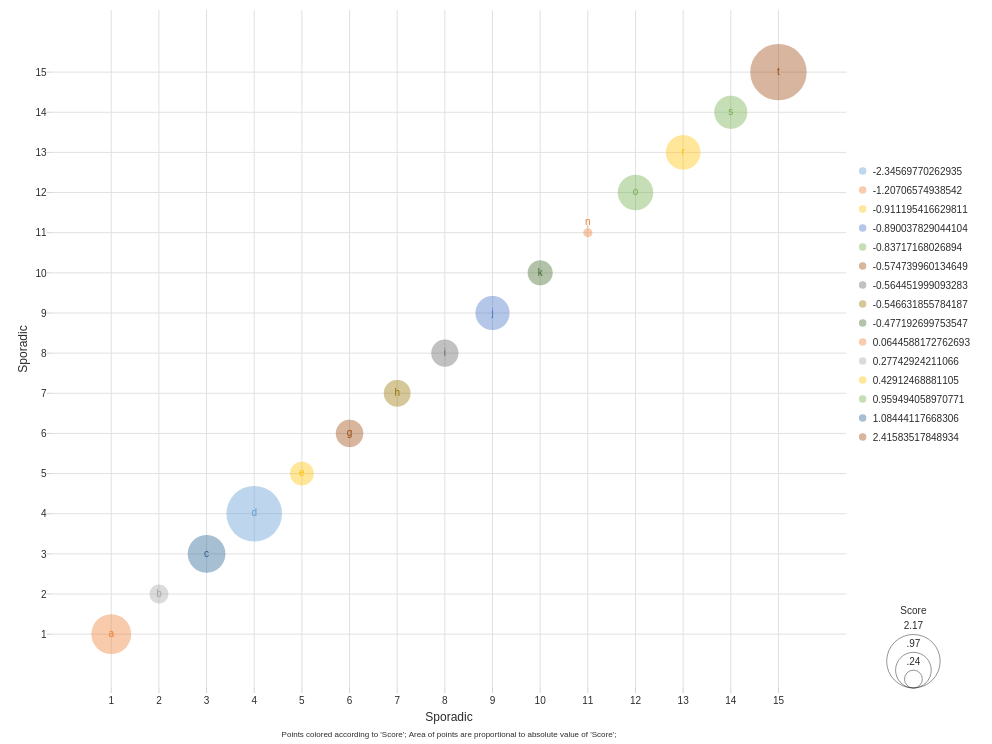 15
14
13
12
11
10
9
8
7
6
5
4
3
2
1
Sporadic
t
s
r
o
n
k
j
i
h
g
e
d
c
b
a
1 2 3 4 5 6 7 8 9 10 11 12 13 14 15
Sporadic
Points colored according to 'Score'; Area of points are proportional to absolute value of 'Score';
-2.34569770262935
-1.20706574938542
-0.911195416629811
-0.890037829044104
-0.83717168026894
-0.574739960134649
-0.564451999093283
-0.546631855784187
-0.477192699753547
0.0644588172762693
0.27742924211066
0.42912468881105
0.959494058970771
1.08444117668306
2.41583517848934
Score
2.17
.97
.24